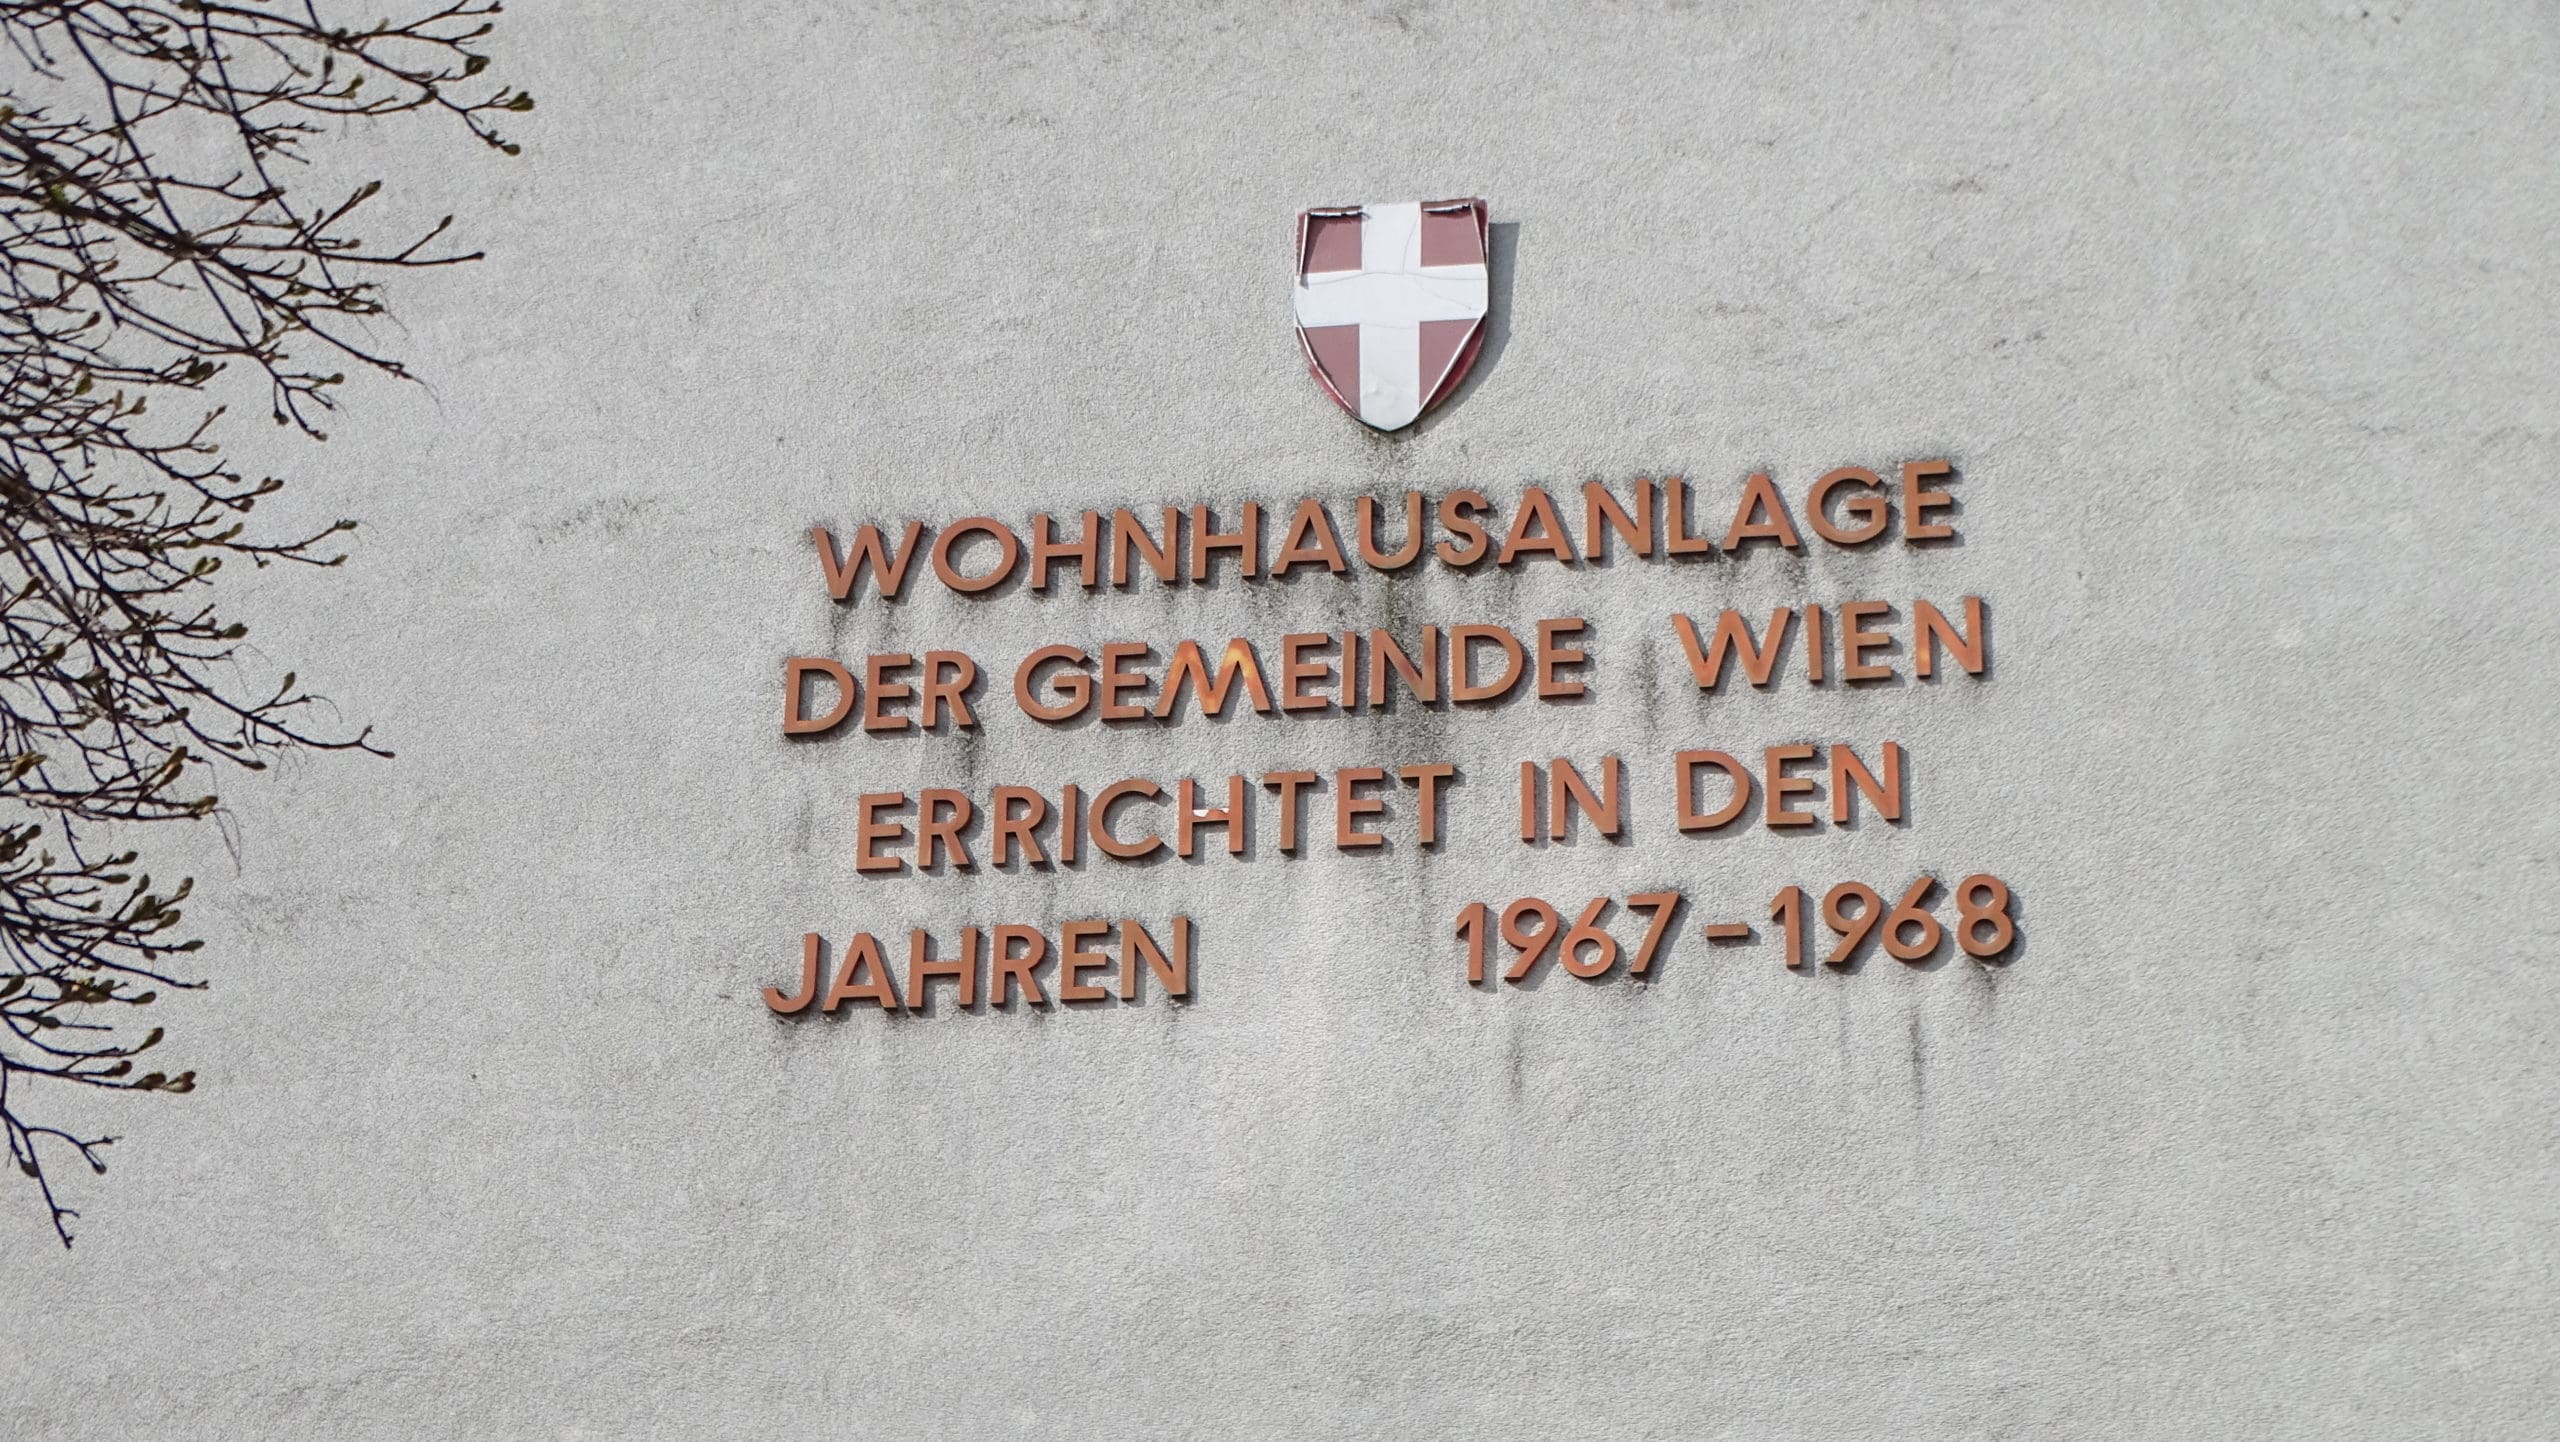 WOHNHAUSANLAGE
DER GEMEINDE WIEN
ERRICHTET IN DEN
JAHREN 1967-1968